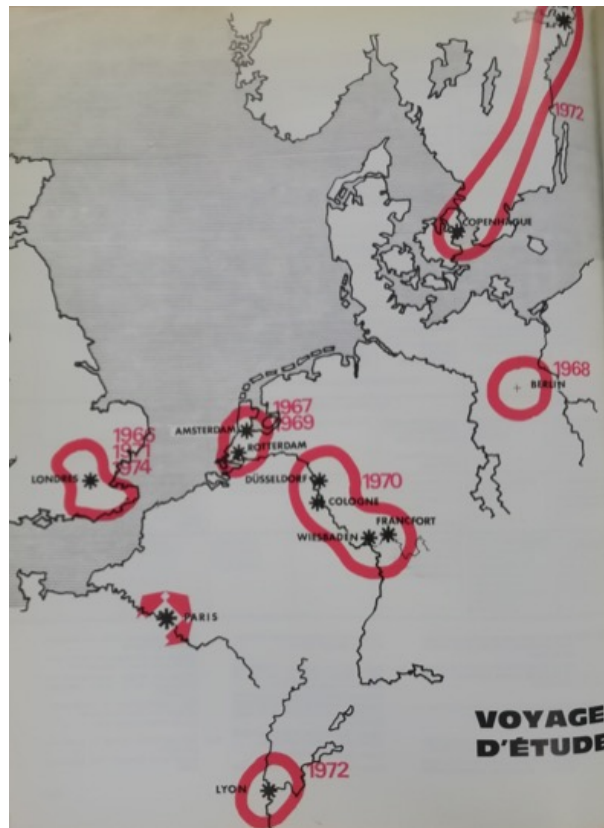 1972
COPENHAGUE
1968
BERLIN
1967
1969
AMSTERDAM
ROTTERDAM
1966
1971
1974
LONDRES
DÜSSELDORF
1970
COLOGNE
FRANCFORT
WIESBADEN
PARIS
VOYAGE
D'ÉTUDE
1972
LYON